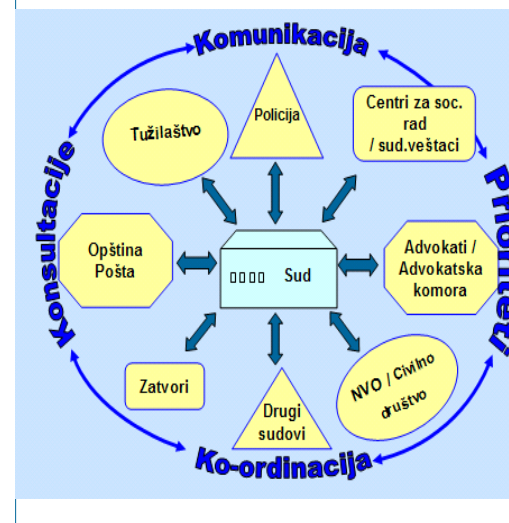 Komunikacija
Policija
Centri za soc.
rad
/ sud.veštaci
Tužilaštvo
Konsultacije
Prioriteti
Opština
Pošta
Sud
Advokati /
Advokatska
komora
Zatvori
Drugi
sudovi
NVO / Civilno
društvo
Ko-ordinacija